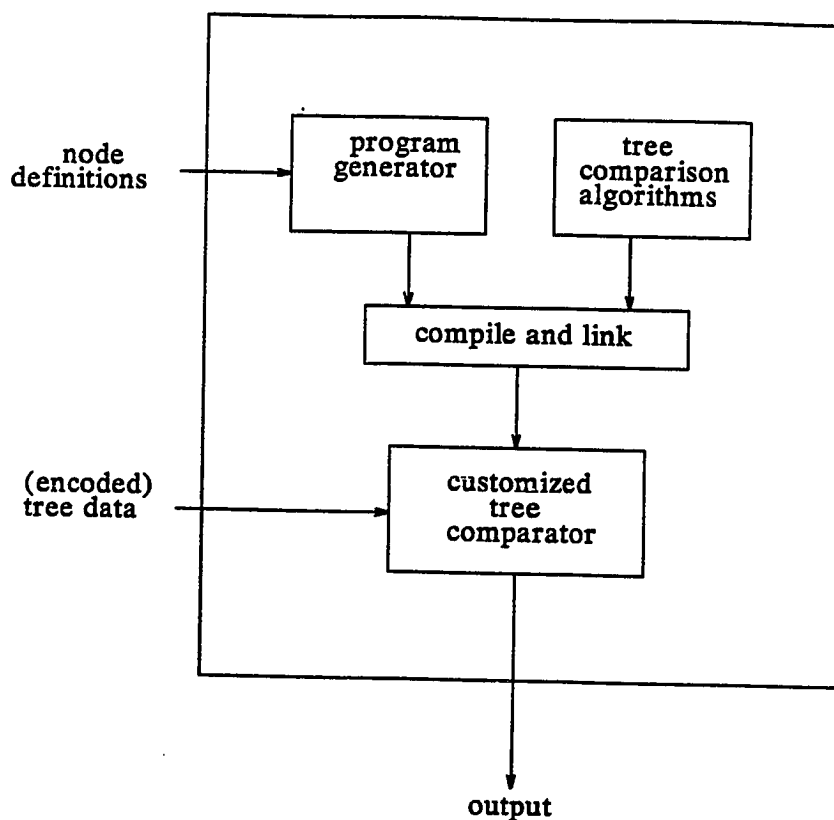 node
definitions
program
generator
tree
comparison
algorithms
compile and link
(encoded)
tree data
customized
tree
comparator
output